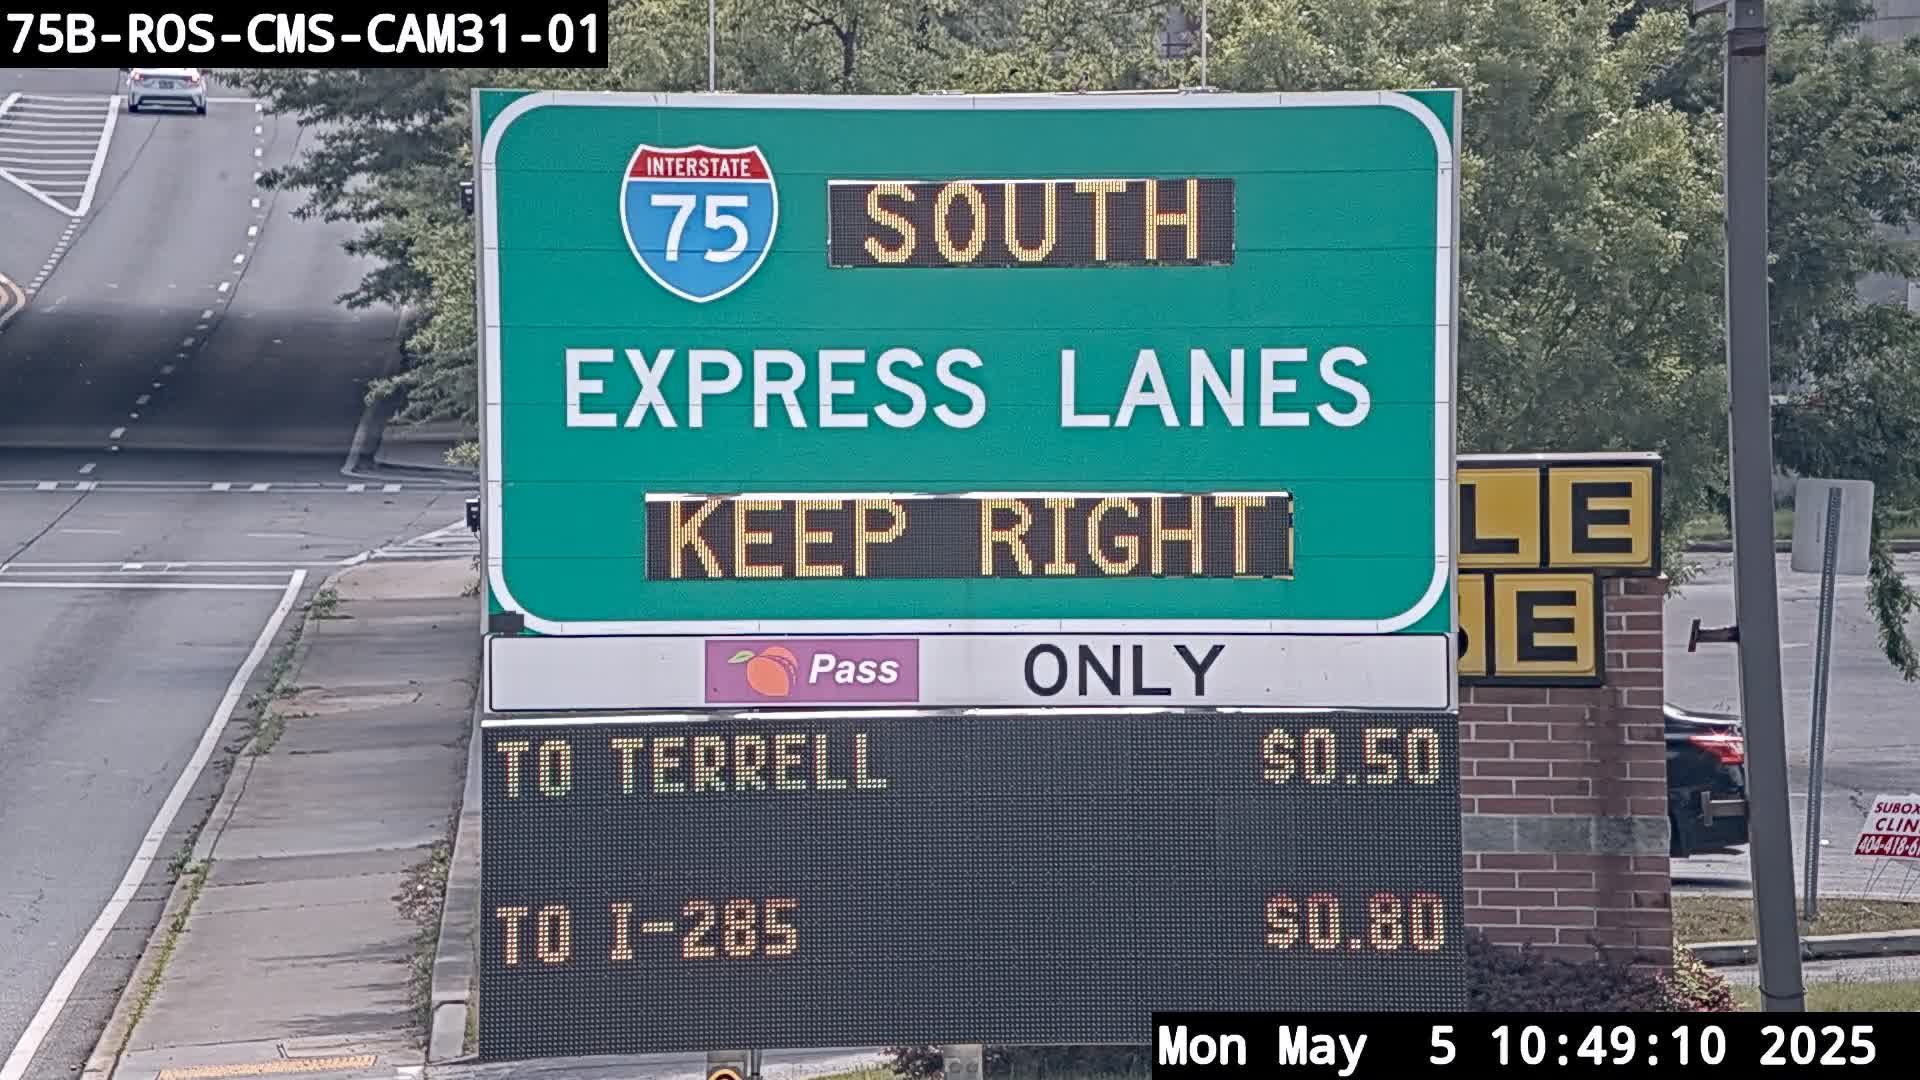 75B-ROS-CMS-CAM31-01
INTERSTATE
75
SOUTH
EXPRESS LANES
KEEP RIGHT
LE
E
Pass ONLY
TO TERRELL $0.50
TO I-285 $0.80
Mon May 5 10:49:10 2025